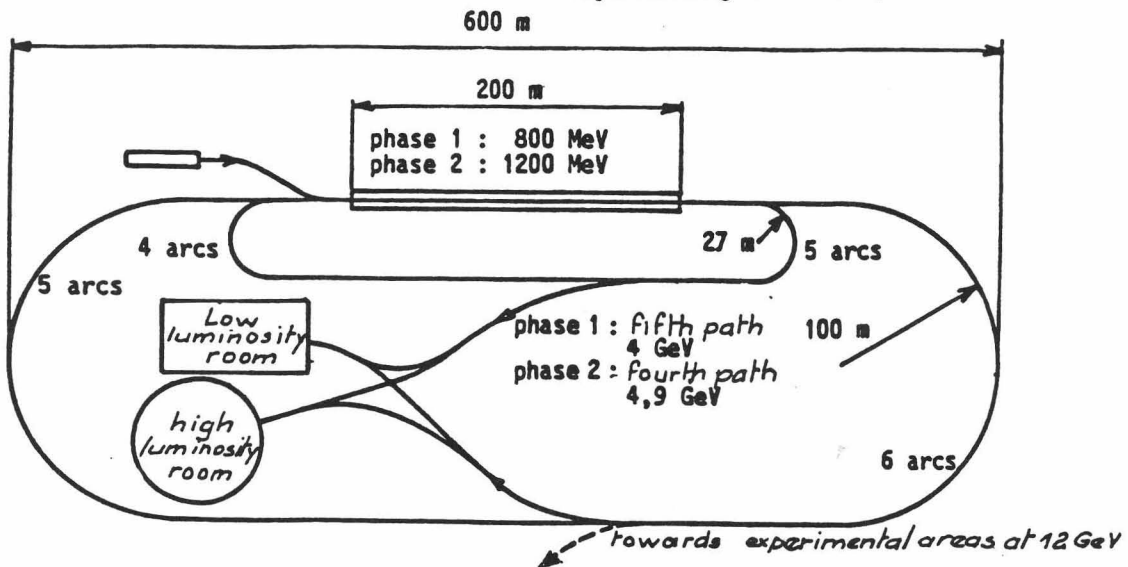 600 m
200 m
phase 1 : 800 MeV
phase 2 : 1200 MeV
4 arcs
27 m
5 arcs
5 arcs
Low
luminosity
room
phase 1 : fifth path
4 GeV
phase 2 : fourth path
4,9 GeV
100 m
high
luminosity
room
6 arcs
towards experimental areas at 12 GeV